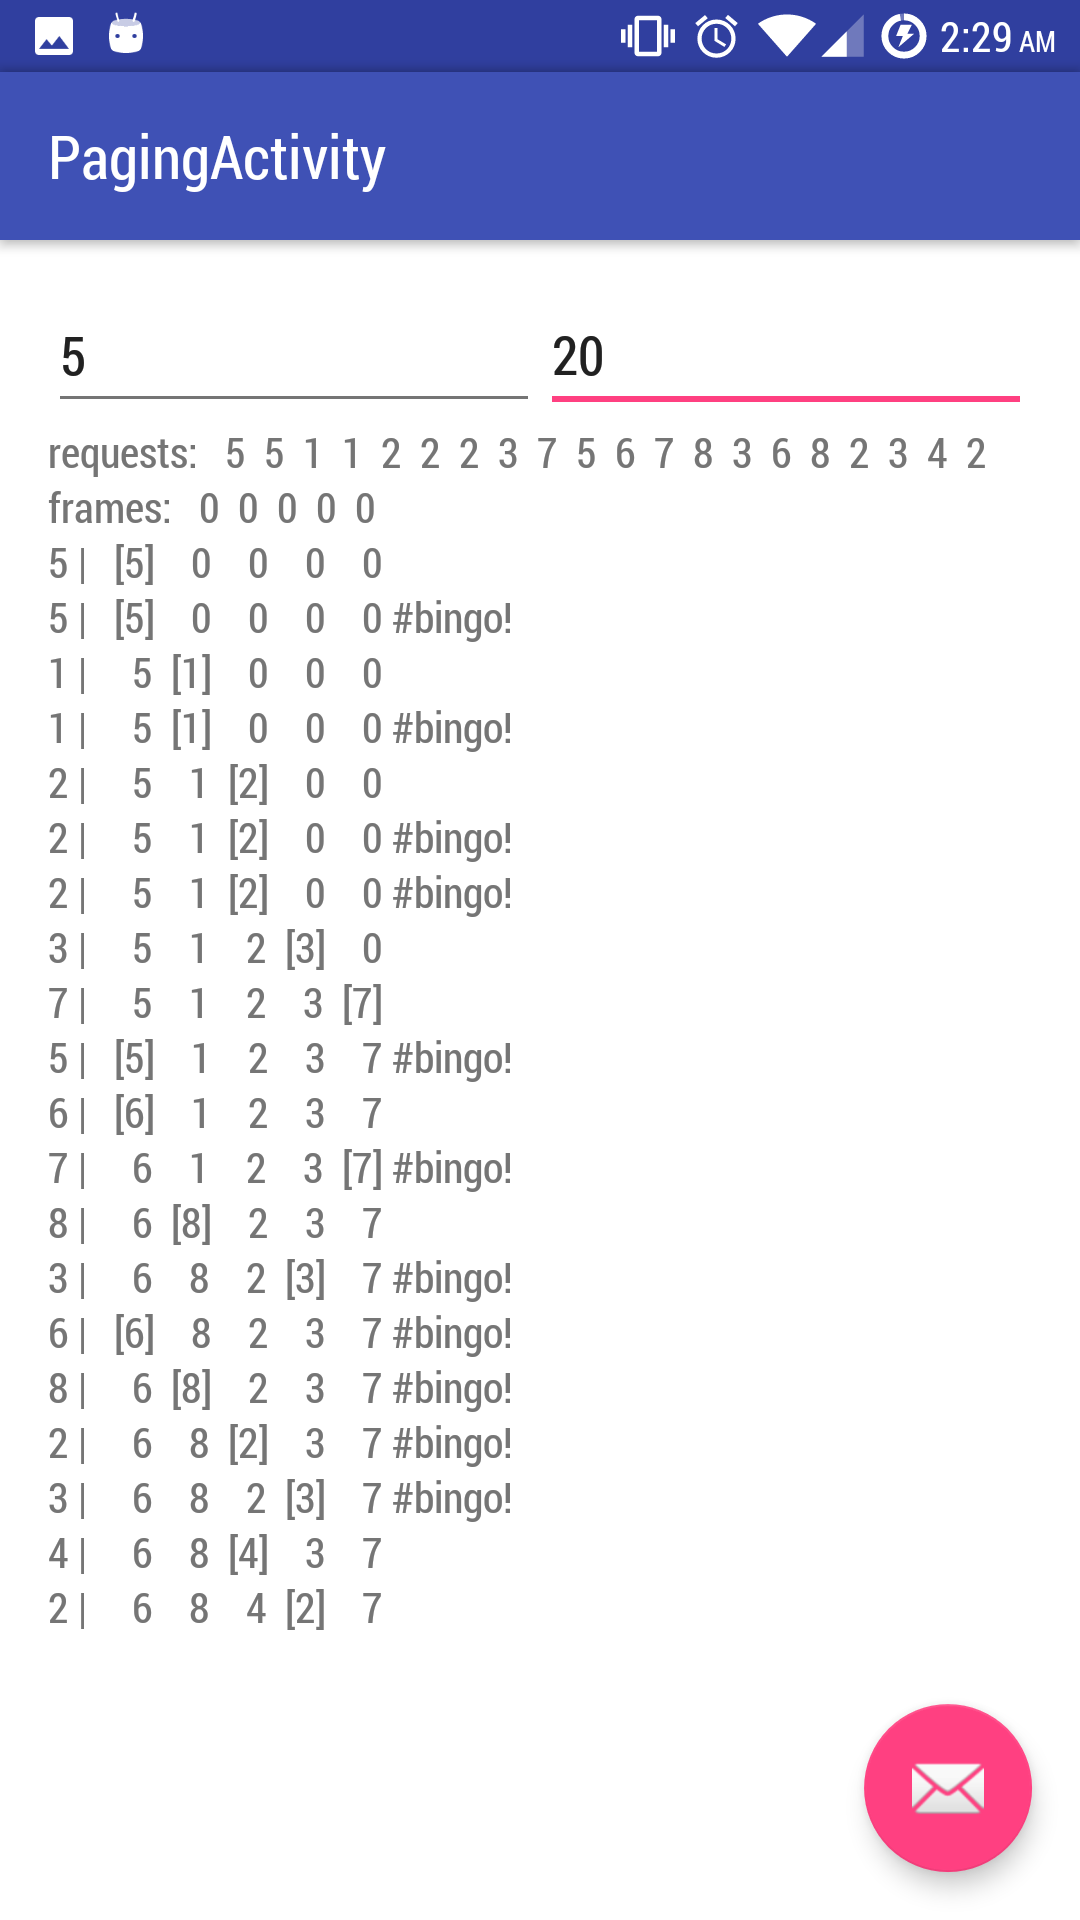 2:29 AM
PagingActivity
5 20
requests: 5 5 1 1 2 2 2 3 7 5 6 7 8 3 6 8 2 3 4 2
frames: 0 0 0 0 0
5 | [5] 0 0 0 0
5 | [5] 0 0 0 0 #bingo!
1 | 5 [1] 0 0 0
1 | 5 [1] 0 0 0 #bingo!
2 | 5 1 [2] 0 0
2 | 5 1 [2] 0 0 #bingo!
2 | 5 1 [2] 0 0 #bingo!
3 | 5 1 2 [3] 0
7 | 5 1 2 3 [7]
5 | [5] 1 2 3 7 #bingo!
6 | [6] 1 2 3 7
7 | 6 1 2 3 [7] #bingo!
8 | 6 [8] 2 3 7
3 | 6 8 2 [3] 7 #bingo!
6 | [6] 8 2 3 7 #bingo!
8 | 6 [8] 2 3 7 #bingo!
2 | 6 8 [2] 3 7 #bingo!
3 | 6 8 2 [3] 7 #bingo!
4 | 6 8 [4] 3 7
2 | 6 8 4 [2] 7